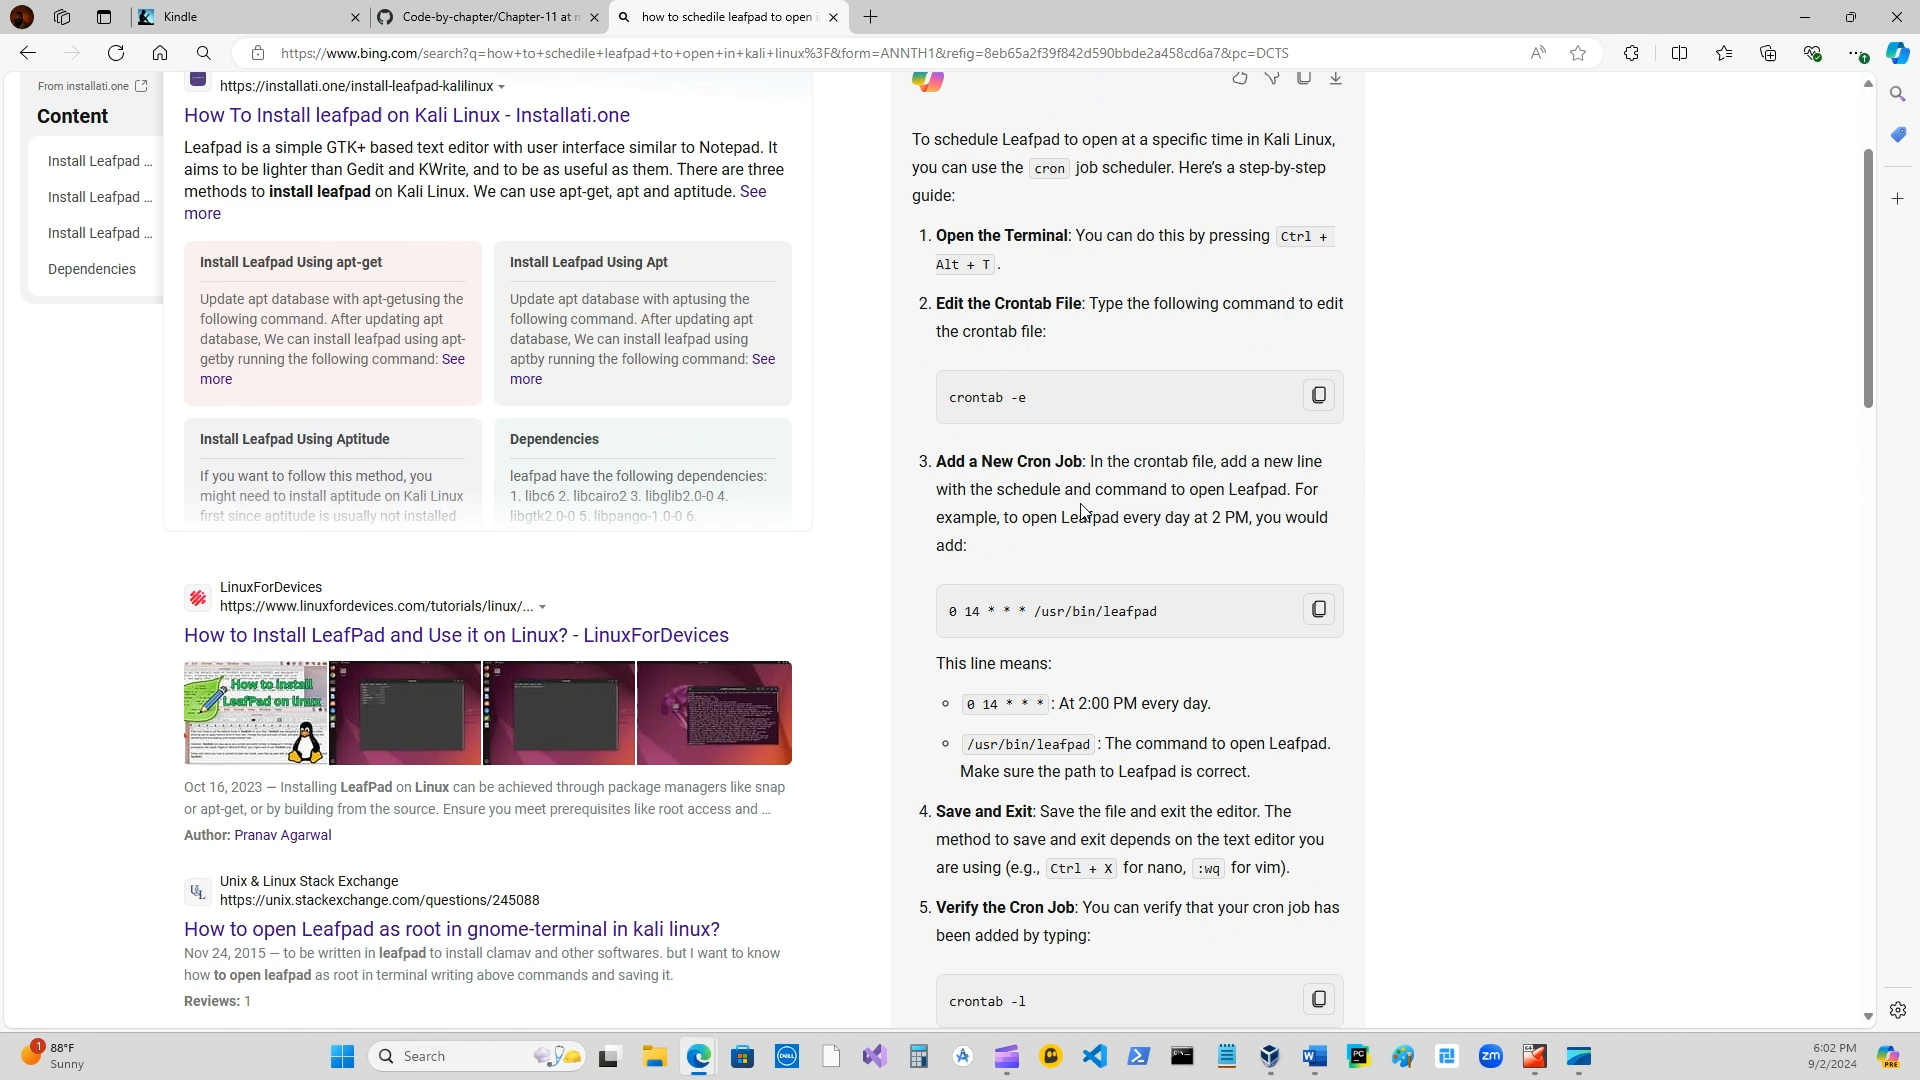 Kindle
Code-by-chapter/Chapter-11 at n
how to schedile leafpad to open i
https://www.bing.com/search?q=how+to+schedile+leafpad+to+open+in+kali+linux%3F&form=ANNTH1&refig=8eb65a2f39f842d590bbde2a458cd6a7&pc=DCTS
From installati.one
Content
Install Leafpad ...
Install Leafpad ...
Install Leafpad ...
Dependencies
https://installati.one/install-leafpad-kalilinux
How To Install leafpad on Kali Linux - Installati.one
Leafpad is a simple GTK+ based text editor with user interface similar to Notepad. It
aims to be lighter than Gedit and KWrite, and to be as useful as them. There are three
methods to install leafpad on Kali Linux. We can use apt-get, apt and aptitude. See
more
Install Leafpad Using apt-get
Update apt database with apt-getusing the
following command. After updating apt
database, We can install leafpad using apt-
getby running the following command: See
more
Install Leafpad Using Apt
Update apt database with aptusing the
following command. After updating apt
database, We can install leafpad using
aptby running the following command: See
more
Install Leafpad Using Aptitude
If you want to follow this method, you
might need to install aptitude on Kali Linux
first since aptitude is usually not installed
Dependencies
leafpad have the following dependencies:
1. libc6 2. libcairo2 3. libglib2.0-0 4.
libgtk2.0-0 5. libpango-1.0-0 6.
LinuxForDevices
https://www.linuxfordevices.com/tutorials/linux/...
How to Install LeafPad and Use it on Linux? - LinuxForDevices
How to install
LeafPad on linux
Oct 16, 2023 — Installing LeafPad on Linux can be achieved through package managers like snap
or apt-get, or by building from the source. Ensure you meet prerequisites like root access and ...
Author: Pranav Agarwal
U&L
Unix & Linux Stack Exchange
https://unix.stackexchange.com/questions/245088
How to open Leafpad as root in gnome-terminal in kali linux?
Nov 24, 2015 — to be written in leafpad to install clamav and other softwares. but I want to know
how to open leafpad as root in terminal writing above commands and saving it.
Reviews: 1
To schedule Leafpad to open at a specific time in Kali Linux,
you can use the cron job scheduler. Here's a step-by-step
guide:
1. Open the Terminal: You can do this by pressing Ctrl +
Alt + T.
2. Edit the Crontab File: Type the following command to edit
the crontab file:
crontab -e
3. Add a New Cron Job: In the crontab file, add a new line
with the schedule and command to open Leafpad. For
example, to open Leafpad every day at 2 PM, you would
add:
0 14 * * * /usr/bin/leafpad
This line means:
0 14 * * *: At 2:00 PM every day.
/usr/bin/leafpad: The command to open Leafpad.
Make sure the path to Leafpad is correct.
4. Save and Exit: Save the file and exit the editor. The
method to save and exit depends on the text editor you
are using (e.g., Ctrl + X for nano, :wq for vim).
5. Verify the Cron Job: You can verify that your cron job has
been added by typing:
crontab -l
1
88°F
Sunny
Search
DELL
zm
PC
6:02 PM
9/2/2024
PRE